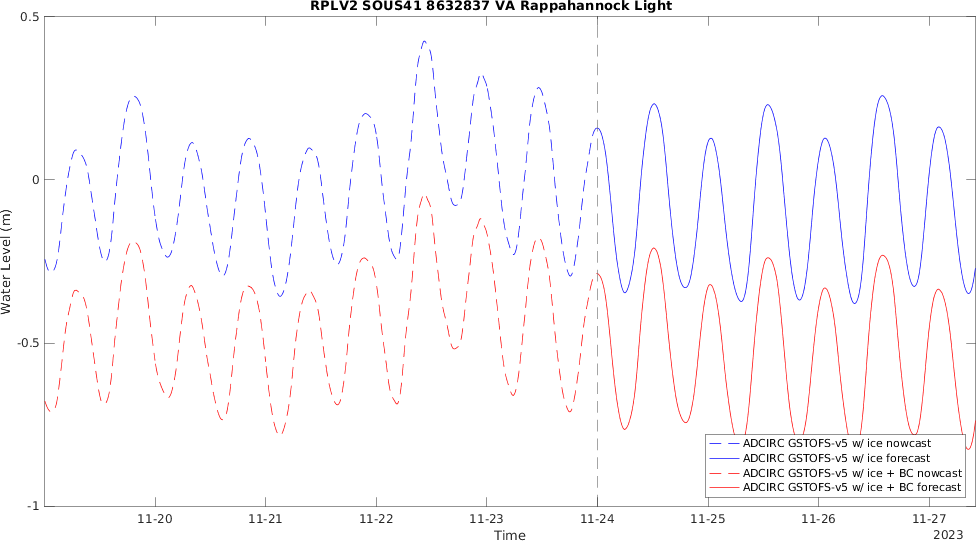 RPLV2 SOUS41 8632837 VA Rappahannock Light
0.5
0
-0.5
-1
Water Level (m)
ADCIRC GSTOFS-v5 w/ ice nowcast
ADCIRC GSTOFS-v5 w/ ice forecast
ADCIRC GSTOFS-v5 w/ ice + BC nowcast
ADCIRC GSTOFS-v5 w/ ice + BC forecast
11-20 11-21 11-22 11-23 11-24 11-25 11-26 11-27
Time
2023